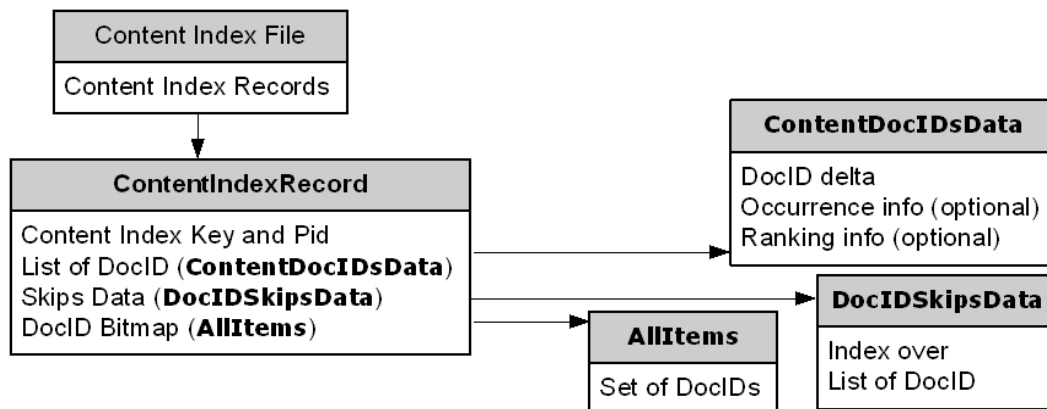 Content Index File
Content Index Records
ContentIndexRecord
Content Index Key and Pid
List of DocID (ContentDocIDsData)
Skips Data (DocIDSkipsData)
DocID Bitmap (AllItems)
ContentDocIDsData
DocID delta
Occurrence info (optional)
Ranking info (optional)
DocIDSkipsData
Index over
List of DocID
AllItems
Set of DocIDs